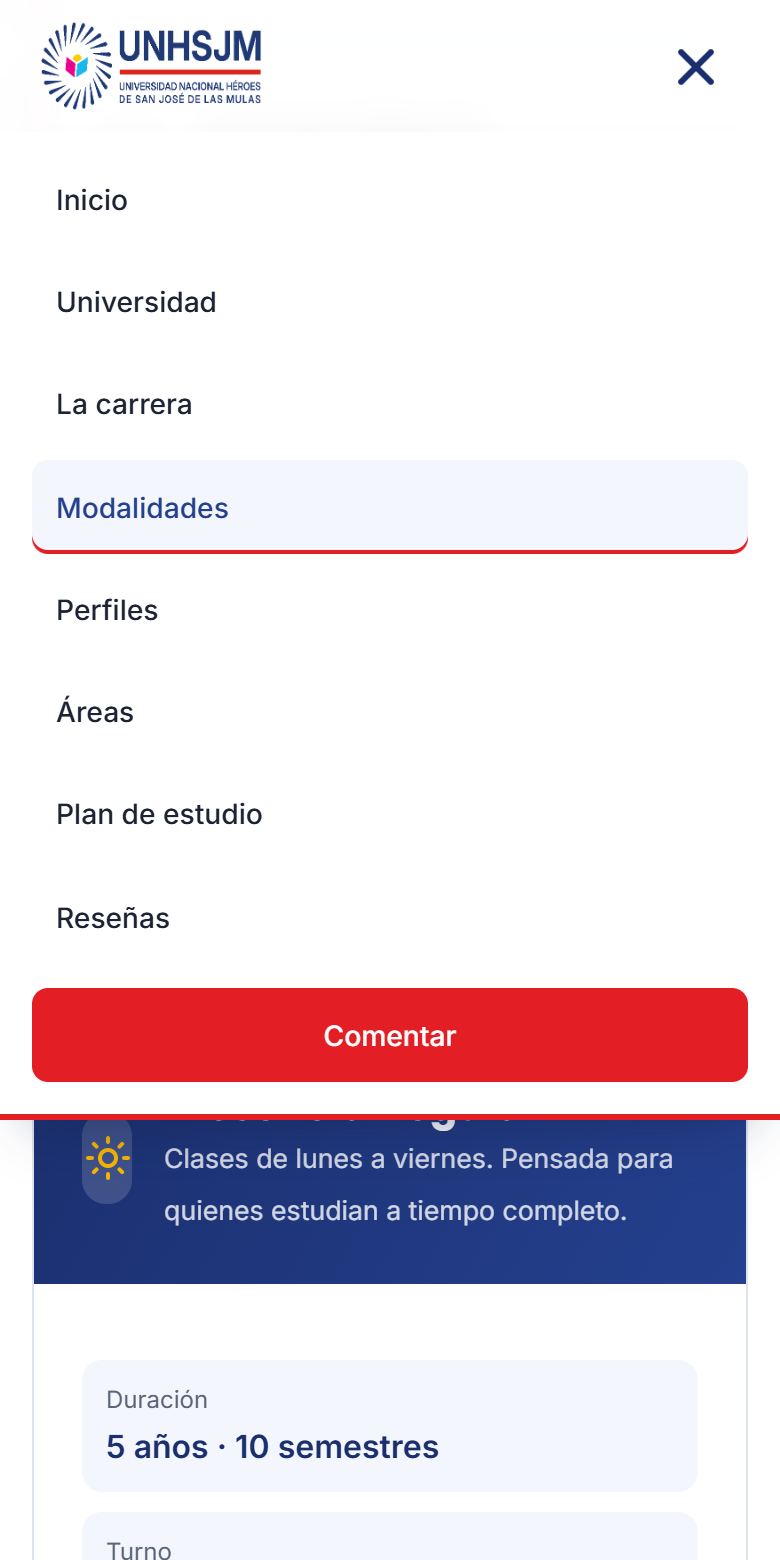 UNHSJM
UNIVERSIDAD NACIONAL HÉROES
DE SAN JOSÉ DE LAS MULAS
Inicio
Universidad
La carrera
Modalidades
Perfiles
Áreas
Plan de estudio
Reseñas
Comentar
Clases de lunes a viernes. Pensada para
quienes estudian a tiempo completo.
Duración
5 años · 10 semestres
Turno